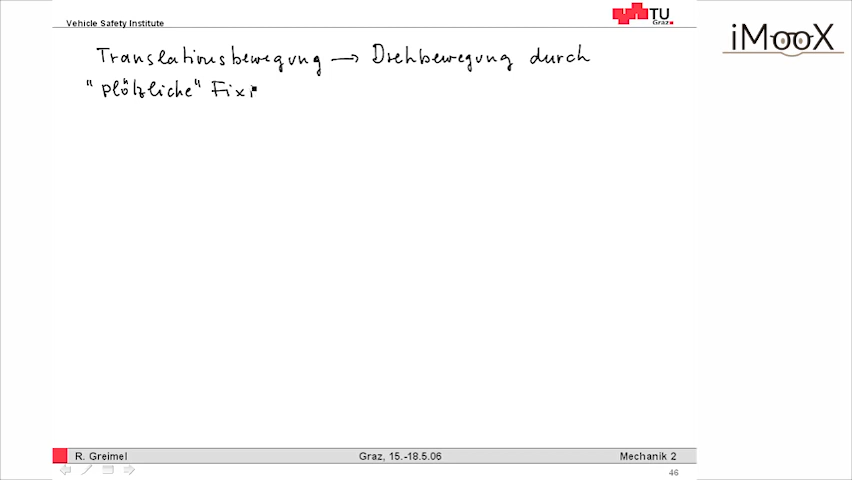 Vehicle Safety Institute
TU
Graz
iMooX
Translationsbewegung → Drehbewegung durch
"plötzliche" Fixi
R. Greimel
Graz, 15.-18.5.06
Mechanik 2
46